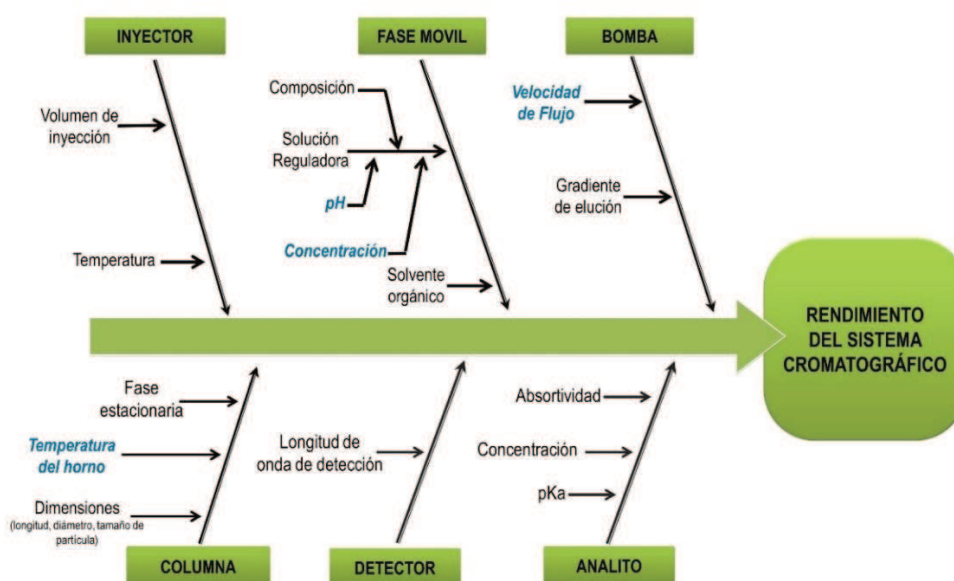 INYECTOR
FASE MOVIL
BOMBA
Volumen de
inyección
Temperatura
Composición
Solución
Reguladora
pH
Concentración
Solvente
orgánico
Velocidad
de Flujo
Gradiente
de elución
RENDIMIENTO
DEL SISTEMA
CROMATOGRÁFICO
Fase
estacionaria
Temperatura
del horno
Dimensiones
(longitud, diámetro, tamaño de
partícula)
Longitud de
onda de detección
Absortividad
Concentración
pKa
COLUMNA
DETECTOR
ANALITO